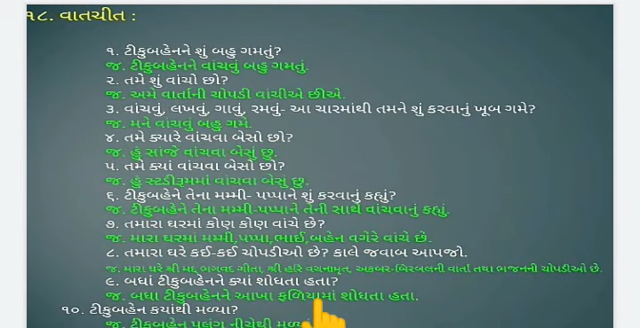 ૧૮. વાતચીત :
૧. ટીકુબહેનને શું બહુ ગમતું?
જ. ટીકુબહેનને વાંચવું બહુ ગમતું.
૨. તમે શું વાંચો છો?
જ. અમે વાર્તાની ચોપડી વાંચીએ છીએ.
૩. વાંચવું, લખવું, ગાવું, રમવું- આ ચારમાંથી તમને શું કરવાનું ખૂબ ગમે?
જ. મને વાંચવું બહુ ગમે.
૪. તમે ક્યારે વાંચવા બેસો છો?
જ. હું સાંજે વાંચવા બેસું છુ.
૫. તમે ક્યાં વાંચવા બેસો છો?
જ. હું સ્ટડીરૂમમાં વાંચવા બેસુ છુ.
૬. ટીકુબહેને તેના મમ્મી- પપ્પાને શું કરવાનું કહ્યું?
જ. ટીકુબહેને તેના મમ્મી-પપ્પાને તેની સાથે વાંચવાનું કહ્યું.
૭. તમારા ઘરમાં કોણ કોણ વાંચે છે?
જ. મારા ઘરમાં મમ્મી,પપ્પા,ભાઈ,બહેન વગેરે વાંચે છે.
૮. તમારા ઘરે કઈ-કઈ ચોપડીઓ છે? કાલે જવાબ આપજો.
જ. મારા ઘરે શ્રી મદ્ ભગવદ ગીતા, શ્રી હરિ વચનામૃત, અકબર-બિરબલની વાર્તા તથા ભજનની ચોપડીઓ છે.
૯. બધાં ટીકુબહેનને ક્યાં શોધતા હતા?
જ. બધા ટીકુબહેનને આખા ફળિયામાં શોધતા હતા.
૧૦. ટીકુબહેન કયાંથી મળ્યા?
જ. ટીકુબહેન પલંગ નીચેથી મળ્યા